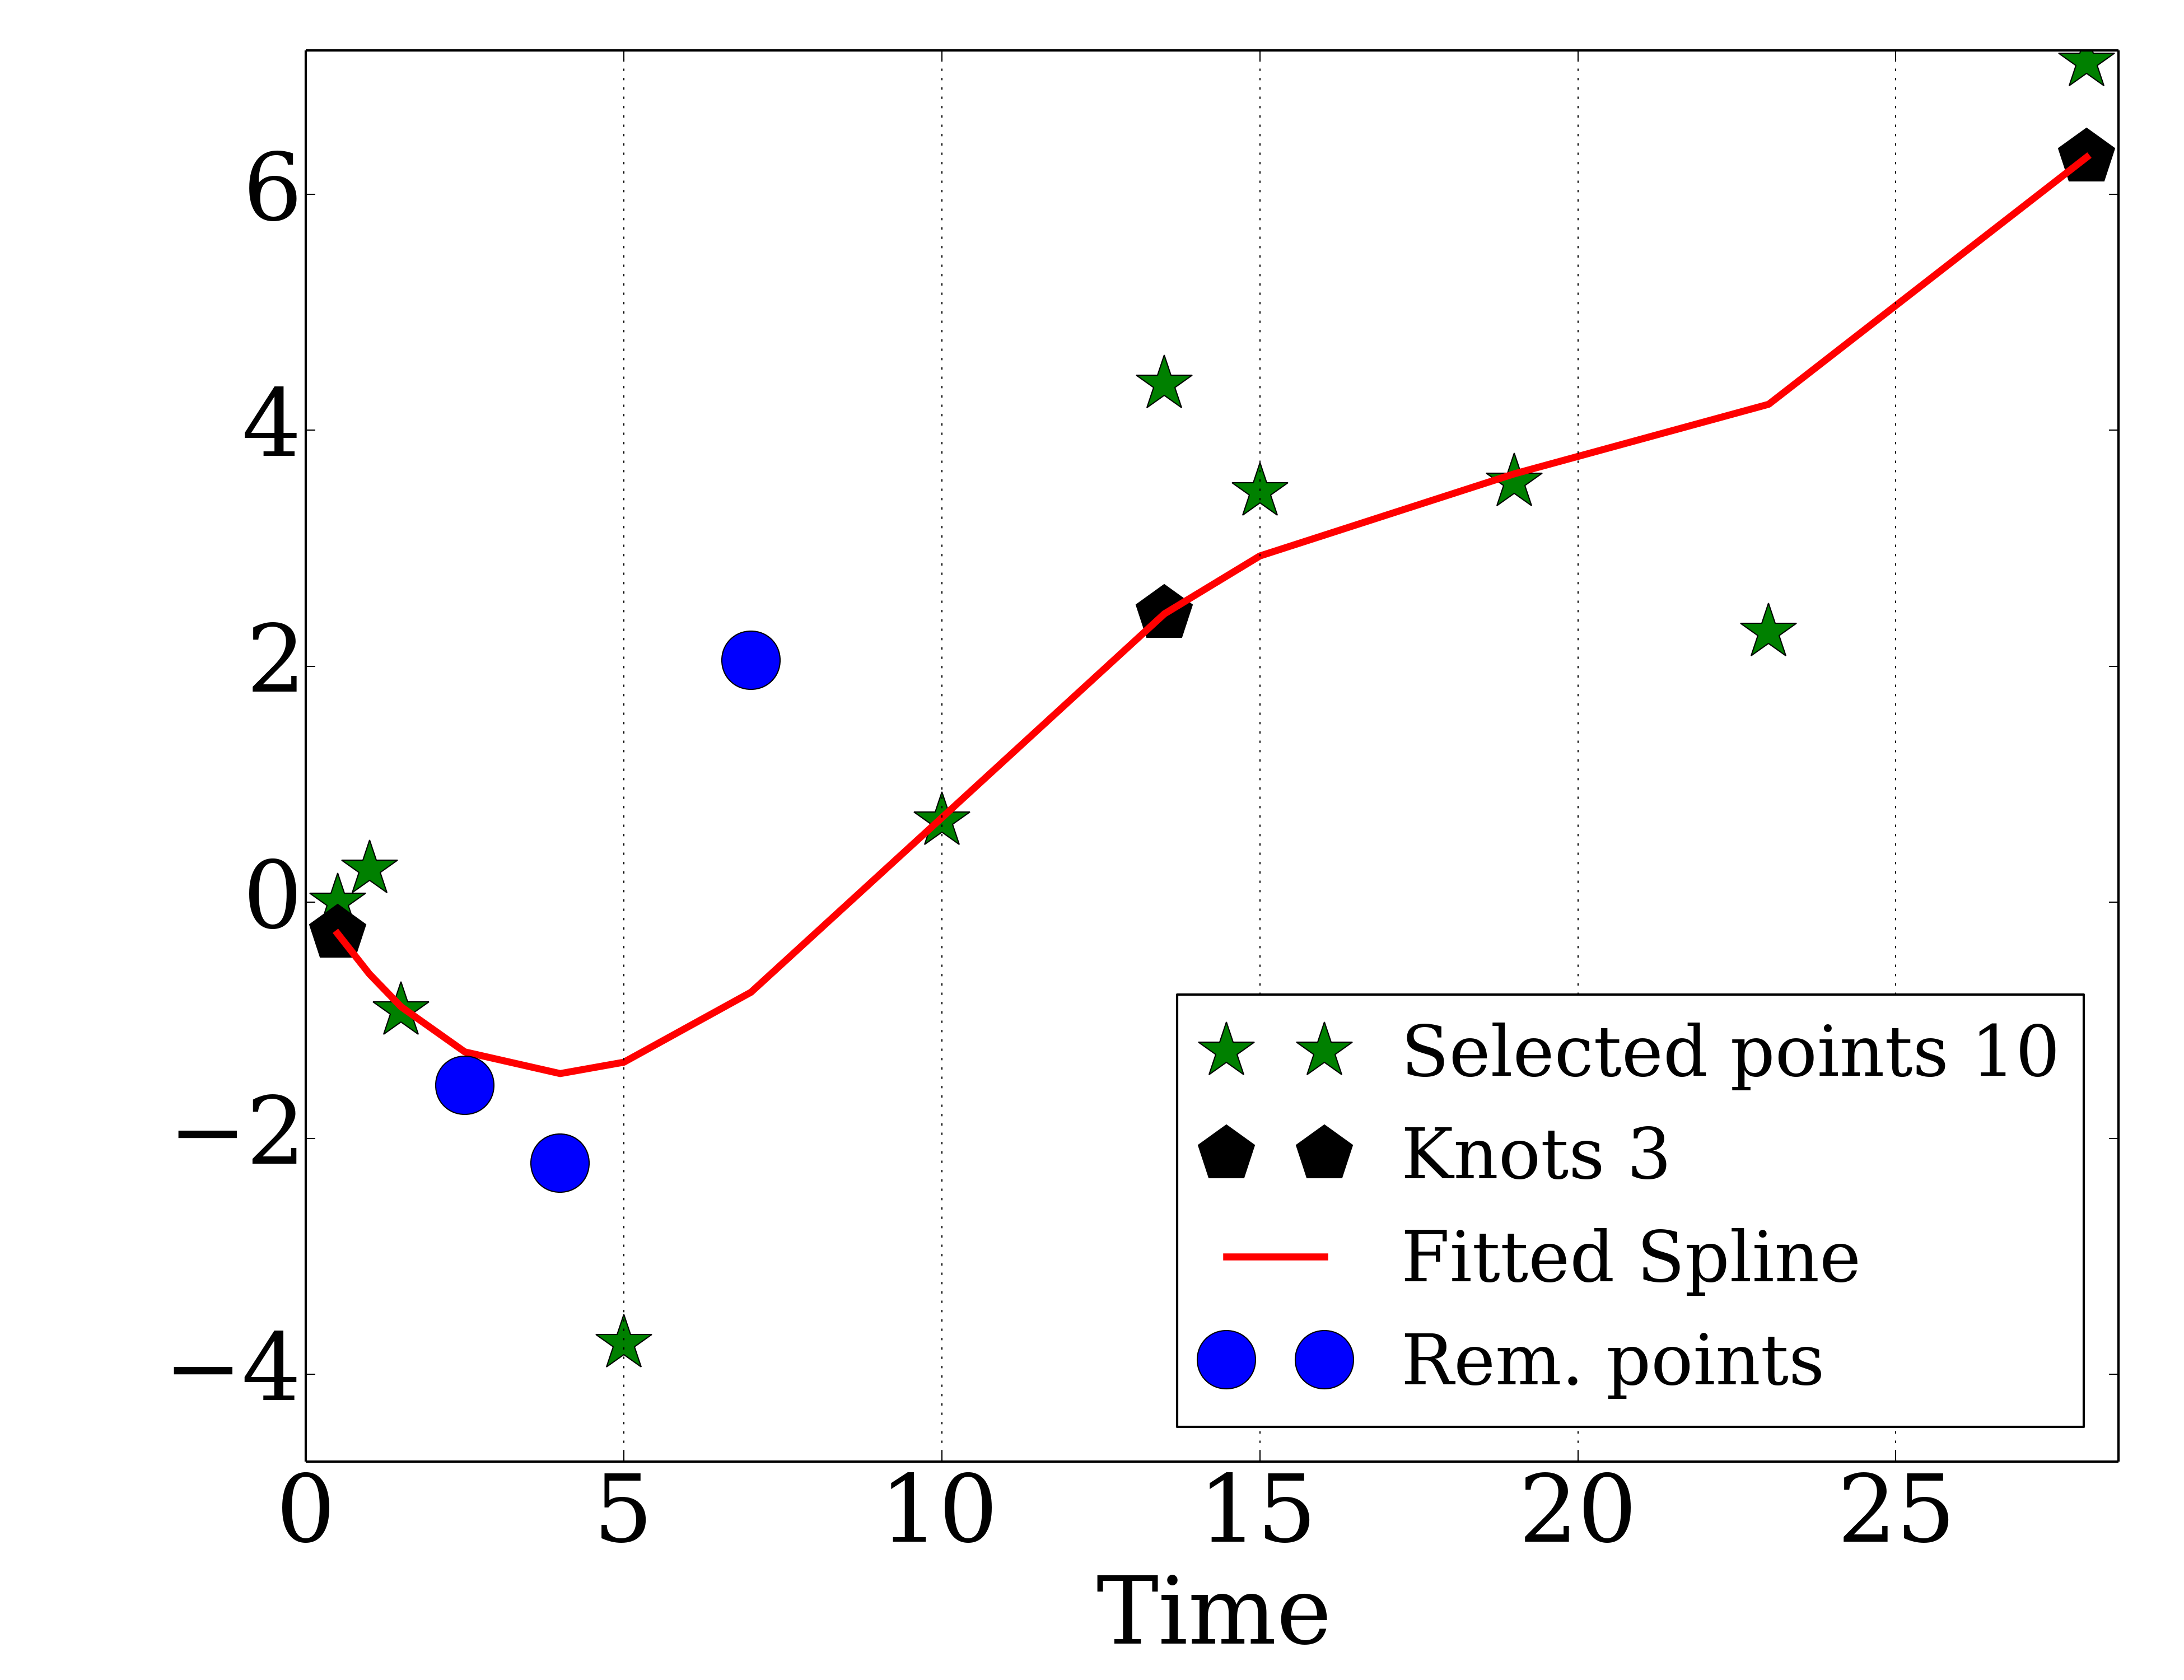 6
4
2
0
−2
−4
0 5 10 15 20 25
Time
Selected points 10
Knots 3
Fitted Spline
Rem. points